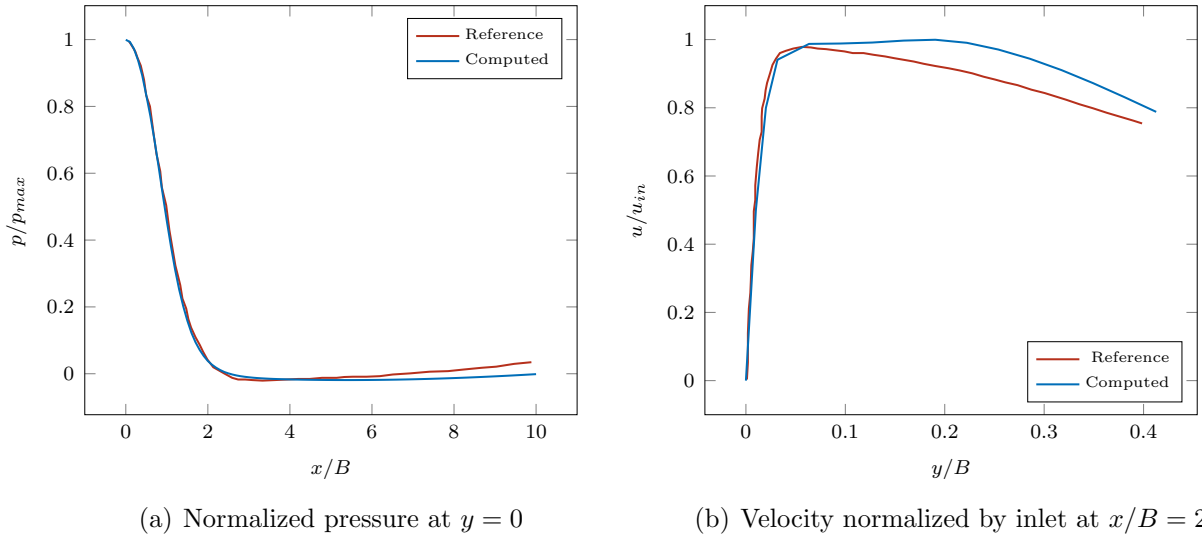 1
0.8
0.6
0.4
0.2
0
p/p_max
0 2 4 6 8 10
x/B
Reference
Computed
(a) Normalized pressure at y = 0
1
0.8
0.6
0.4
0.2
0
u/u_in
0 0.1 0.2 0.3 0.4
y/B
Reference
Computed
(b) Velocity normalized by inlet at x/B = 2